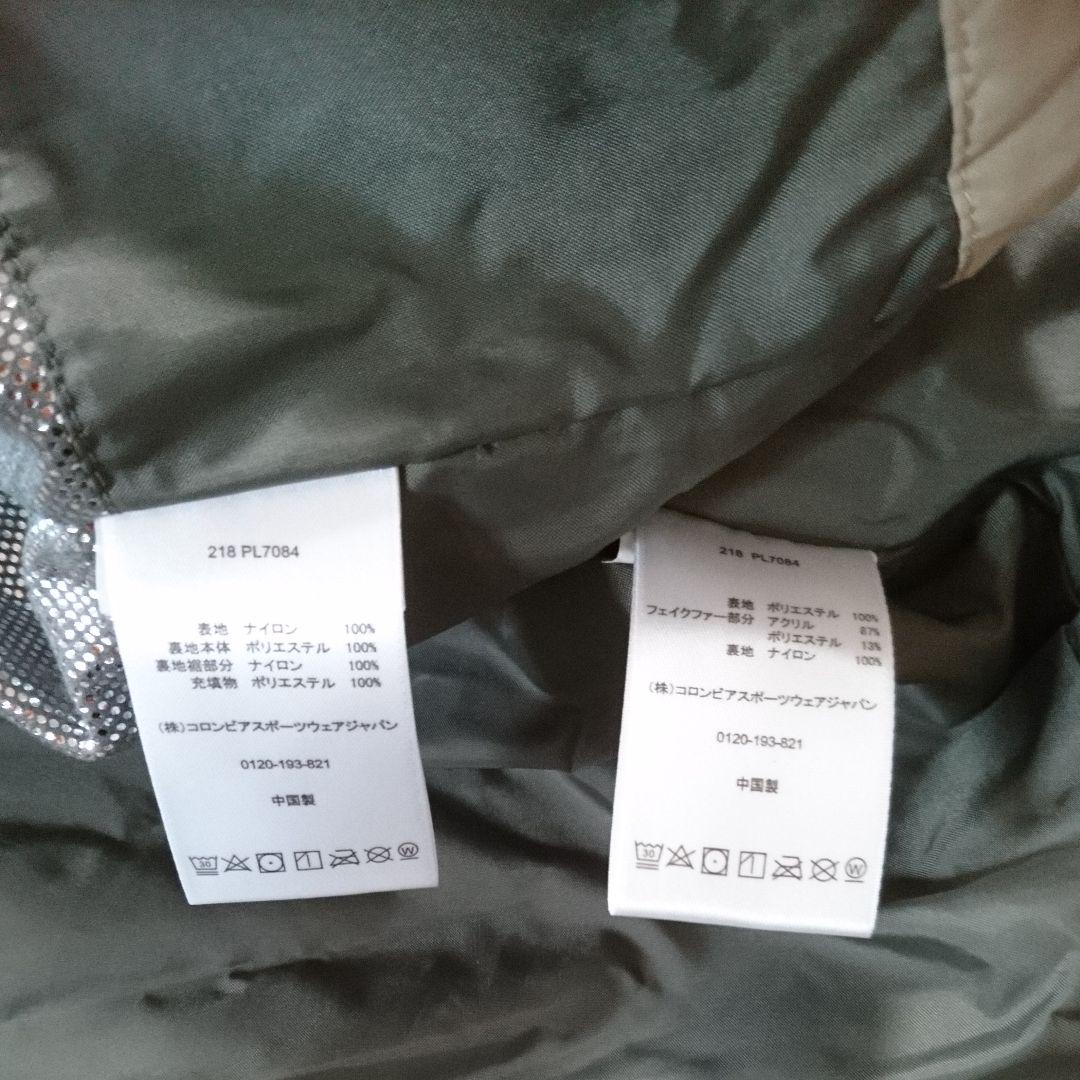 218 PL7084
表地 ナイロン 100%
裏地本体 ポリエステル 100%
裏地裾部分 ナイロン 100%
充填物 ポリエステル 100%
(株)コロンビアスポーツウェアジャパン
0120-193-821
中国製
30 1 W
218 PL7084
表地 ポリエステル 100%
フェイクファー部分 アクリル 87%
ポリエステル 13%
裏地 ナイロン 100%
(株)コロンビアスポーツウェアジャパン
0120-193-821
中国製
30 1 W